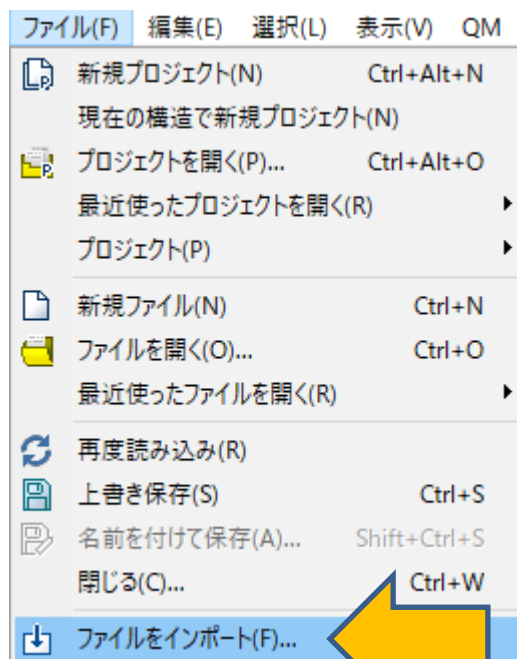 ファイル(F) 編集(E) 選択(L) 表示(V) QM
新規プロジェクト(N) Ctrl+Alt+N
現在の構造で新規プロジェクト(N)
プロジェクトを開く(P)... Ctrl+Alt+O
最近使ったプロジェクトを開く(R)
プロジェクト(P)
新規ファイル(N) Ctrl+N
ファイルを開く(O)... Ctrl+O
最近使ったファイルを開く(R)
再度読み込み(R)
上書き保存(S) Ctrl+S
名前を付けて保存(A)... Shift+Ctrl+S
閉じる(C)... Ctrl+W
ファイルをインポート(F)...